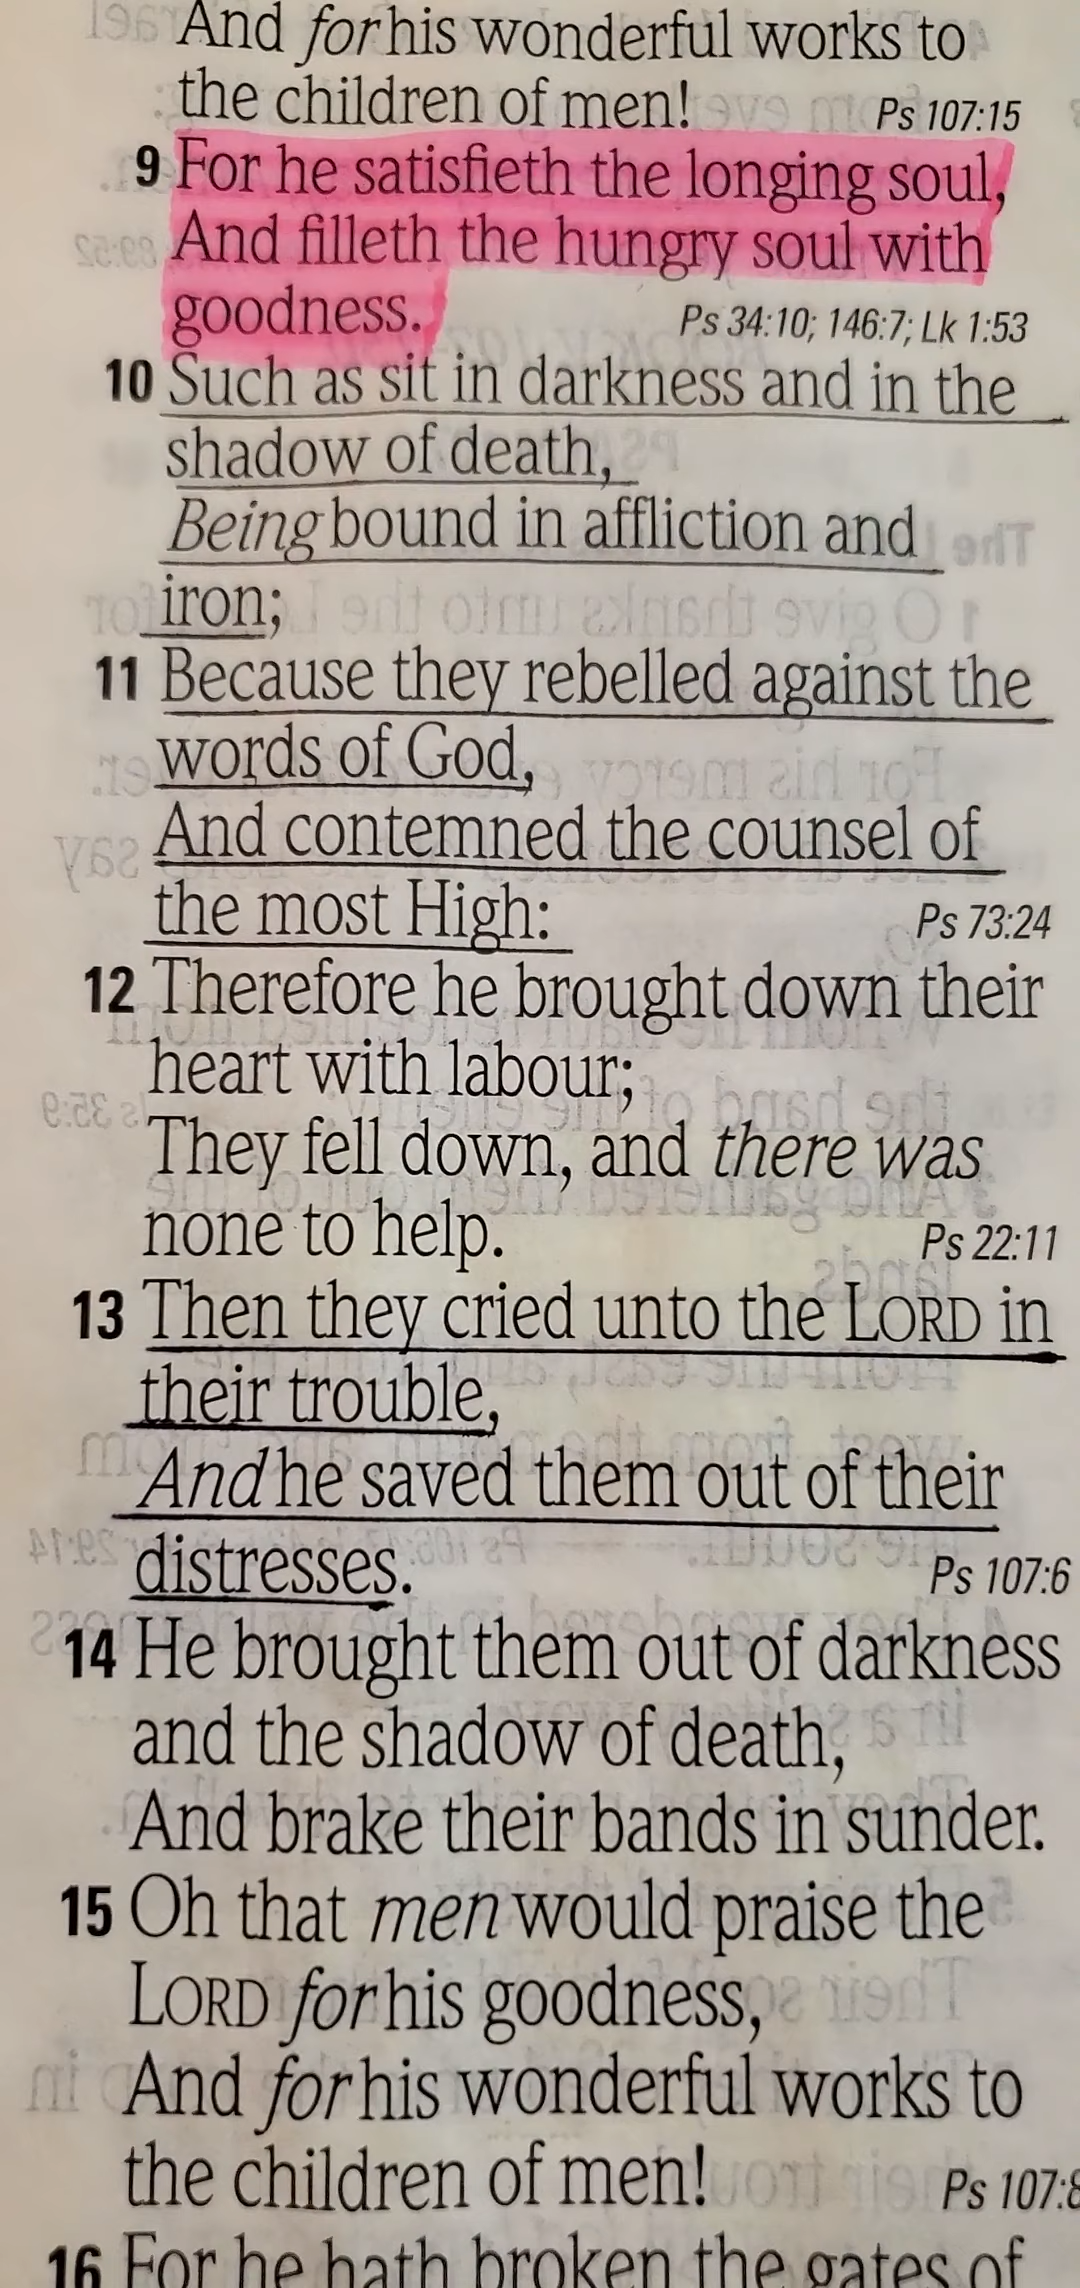 And for his wonderful works to
the children of men! Ps 107:15
9 For he satisfieth the longing soul,
And filleth the hungry soul with
goodness. Ps 34:10; 146:7; Lk 1:53
10 Such as sit in darkness and in the
shadow of death,
Being bound in affliction and
iron;
11 Because they rebelled against the
words of God,
And contemned the counsel of
the most High: Ps 73:24
12 Therefore he brought down their
heart with labour;
They fell down, and there was
none to help. Ps 22:11
13 Then they cried unto the LORD in
their trouble,
And he saved them out of their
distresses. Ps 107:6
14 He brought them out of darkness
and the shadow of death,
And brake their bands in sunder.
15 Oh that men would praise the
LORD for his goodness,
And for his wonderful works to
the children of men! Ps 107:8
16 For he hath broken the gates of